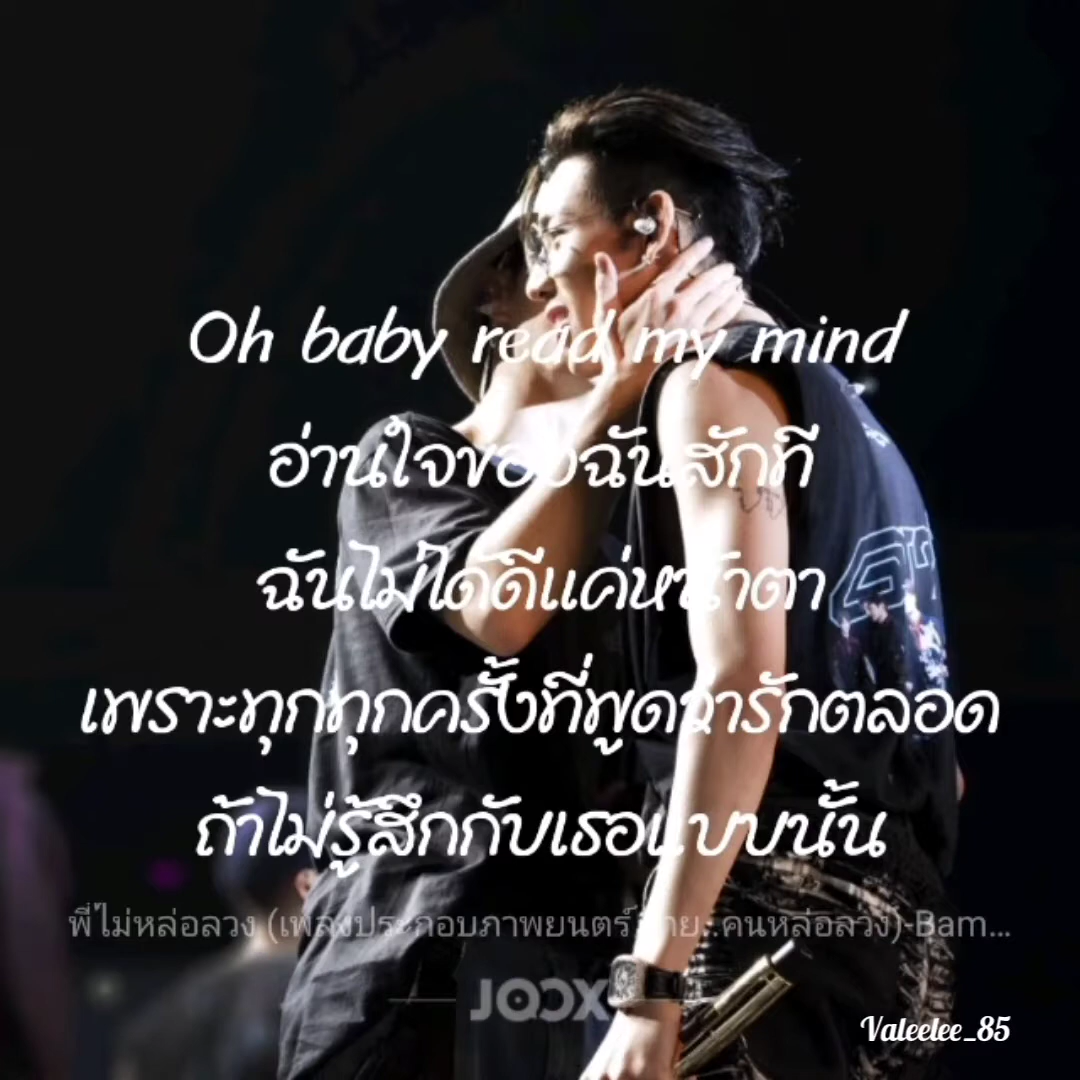 Oh baby read my mind
อ่านใจของฉันสักที
ฉันไม่ได้ดีแค่หน้าตา
เพราะทุกทุกครั้งที่พูดว่ารักตลอด
ถ้าไม่รู้สึกกับเธอแบบนั้น
พี่ไม่หล่อลวง (เพลงประกอบภาพยนตร์ อ้าย..คนหล่อลวง)-Bam...
JOOX
Valeelee_85